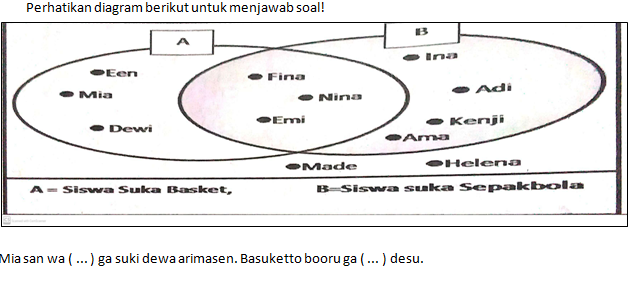 Perhatikan diagram berikut untuk menjawab soal!
A
B
Ina
Een
Fina
Mia
Adi
Nina
Emi
Kenji
Dewi
Ama
Made
Helena
A = Siswa Suka Basket,
B=Siswa suka Sepakbola
Mia san wa ( ... ) ga suki dewa arimasen. Basuketto booru ga ( ... ) desu.